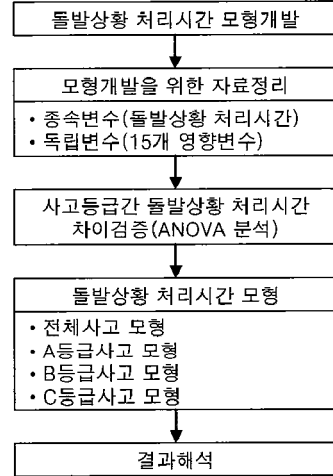 돌발상황 처리시간 모형개발
모형개발을 위한 자료정리
• 종속변수(돌발상황 처리시간)
• 독립변수(15개 영향변수)
사고등급간 돌발상황 처리시간
차이검증(ANOVA 분석)
돌발상황 처리시간 모형
• 전체사고 모형
• A등급사고 모형
• B등급사고 모형
• C등급사고 모형
결과해석